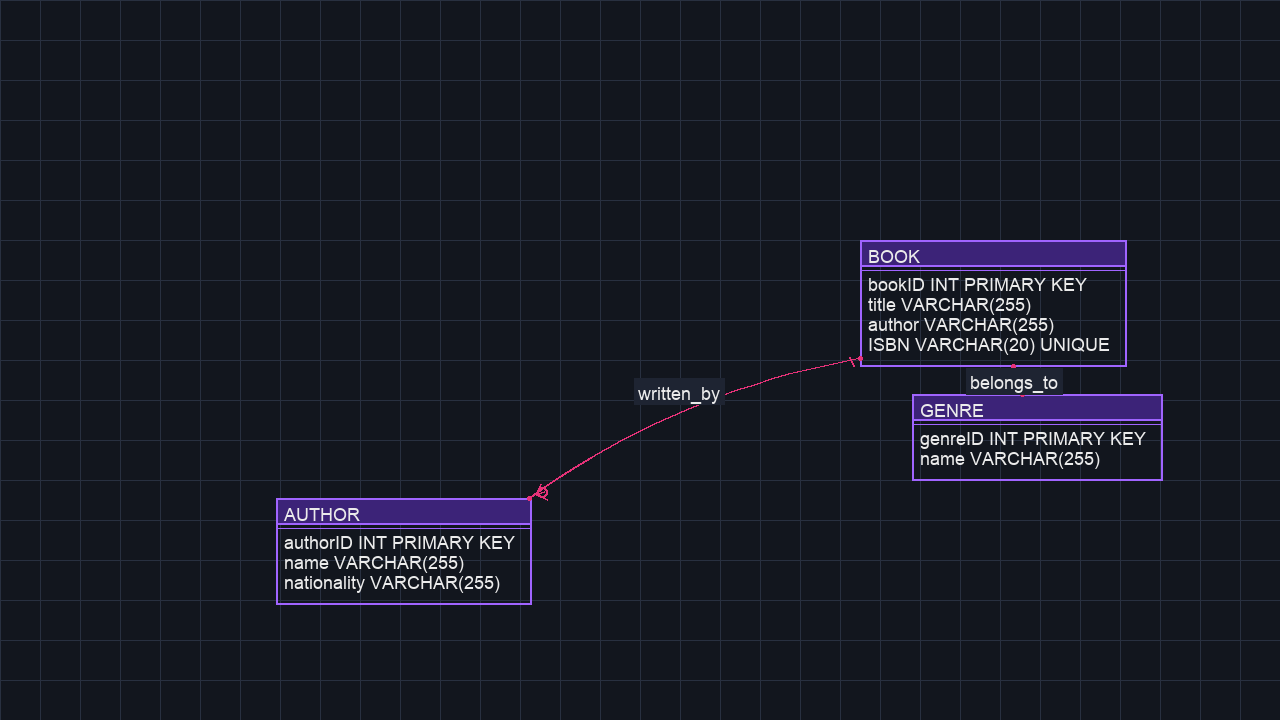 BOOK
bookID INT PRIMARY KEY
title VARCHAR(255)
author VARCHAR(255)
ISBN VARCHAR(20) UNIQUE
belongs_to
written_by
GENRE
genreID INT PRIMARY KEY
name VARCHAR(255)
AUTHOR
authorID INT PRIMARY KEY
name VARCHAR(255)
nationality VARCHAR(255)